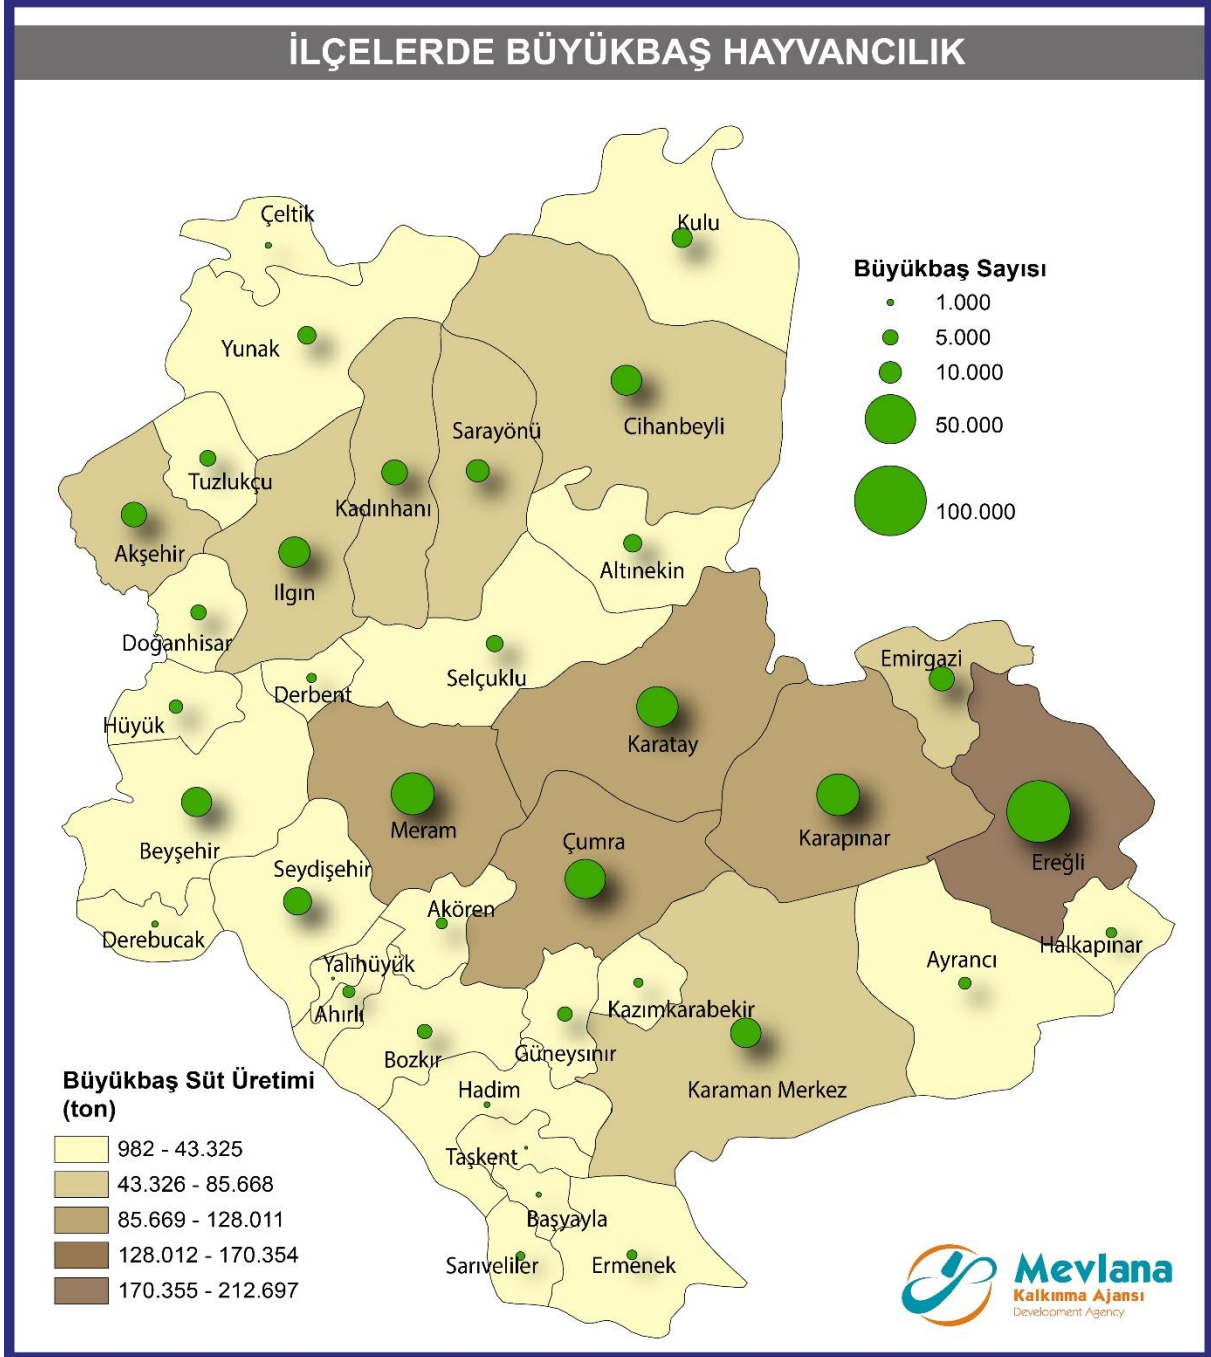 İLÇELERDE BÜYÜKBAŞ HAYVANCILIK
Çeltik
Kulu
Büyükbaş Sayısı
1.000
5.000
10.000
50.000
100.000
Yunak
Cihanbeyli
Sarayönü
Tuzlukçu
Kadınhanı
Akşehir
Altınekin
Ilgın
Doğanhisar
Emirgazi
Selçuklu
Derbent
Hüyük
Karatay
Meram
Karapınar
Çumra
Beyşehir
Ereğli
Seydişehir
Akören
Derebucak
Halkapınar
Yalıhüyük
Ayrancı
Ahırlı
Kazımkarabekir
Bozkır
Güneysınır
Hadim
Karaman Merkez
Büyükbaş Süt Üretimi
(ton)
982 - 43.325
43.326 - 85.668
85.669 - 128.011
128.012 - 170.354
170.355 - 212.697
Taşkent
Başyayla
Sarıveliler
Ermenek
Mevlana
Kalkınma Ajansı
Development Agency